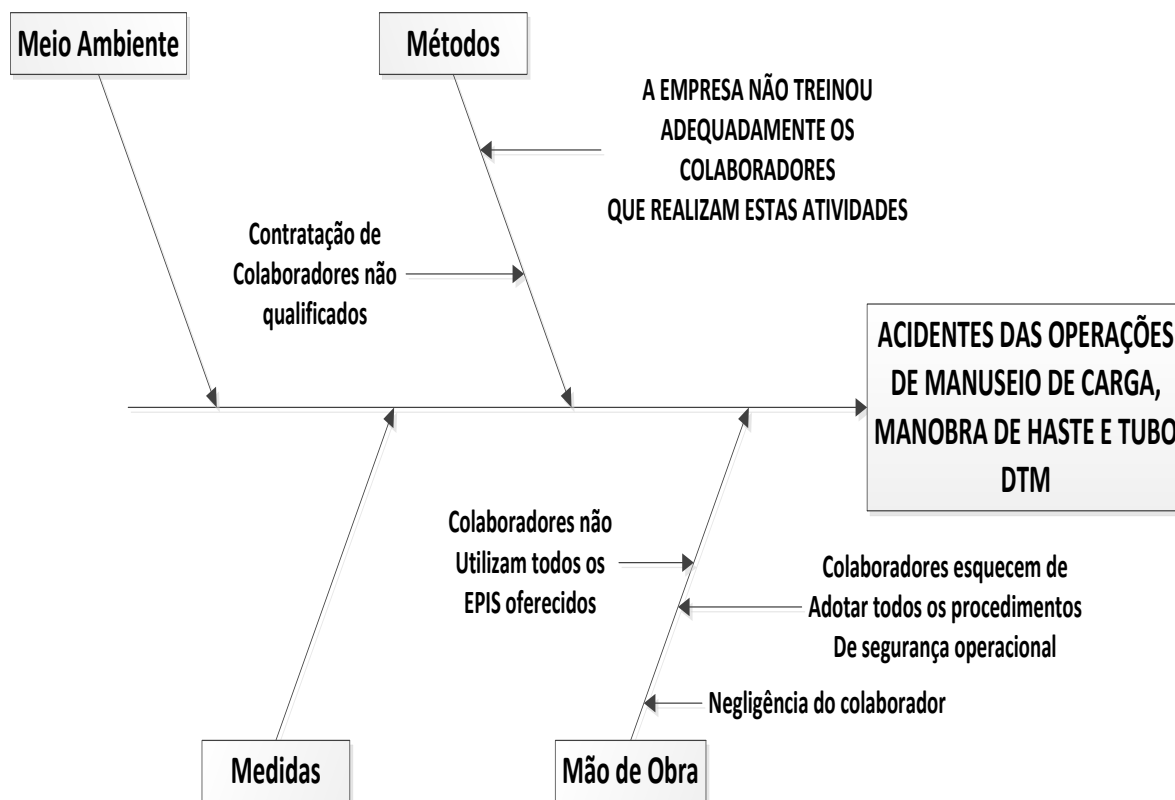 Meio Ambiente
Métodos
A EMPRESA NÃO TREINOU
ADEQUADAMENTE OS
COLABORADORES
QUE REALIZAM ESTAS ATIVIDADES
Contratação de
Colaboradores não
qualificados
ACIDENTES DAS OPERAÇÕES
DE MANUSEIO DE CARGA,
MANOBRA DE HASTE E TUBO
DTM
Colaboradores não
Utilizam todos os
EPIS oferecidos
Colaboradores esquecem de
Adotar todos os procedimentos
De segurança operacional
Negligência do colaborador
Medidas
Mão de Obra